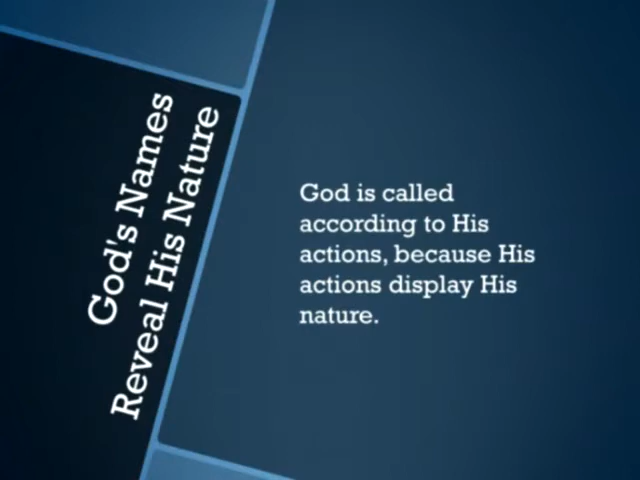 God's Names
Reveal His Nature
God is called
according to His
actions, because His
actions display His
nature.